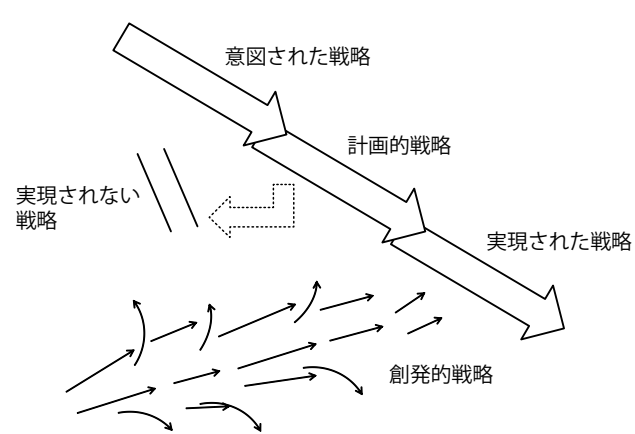 意図された戦略
計画的戦略
実現されない
戦略
実現された戦略
創発的戦略